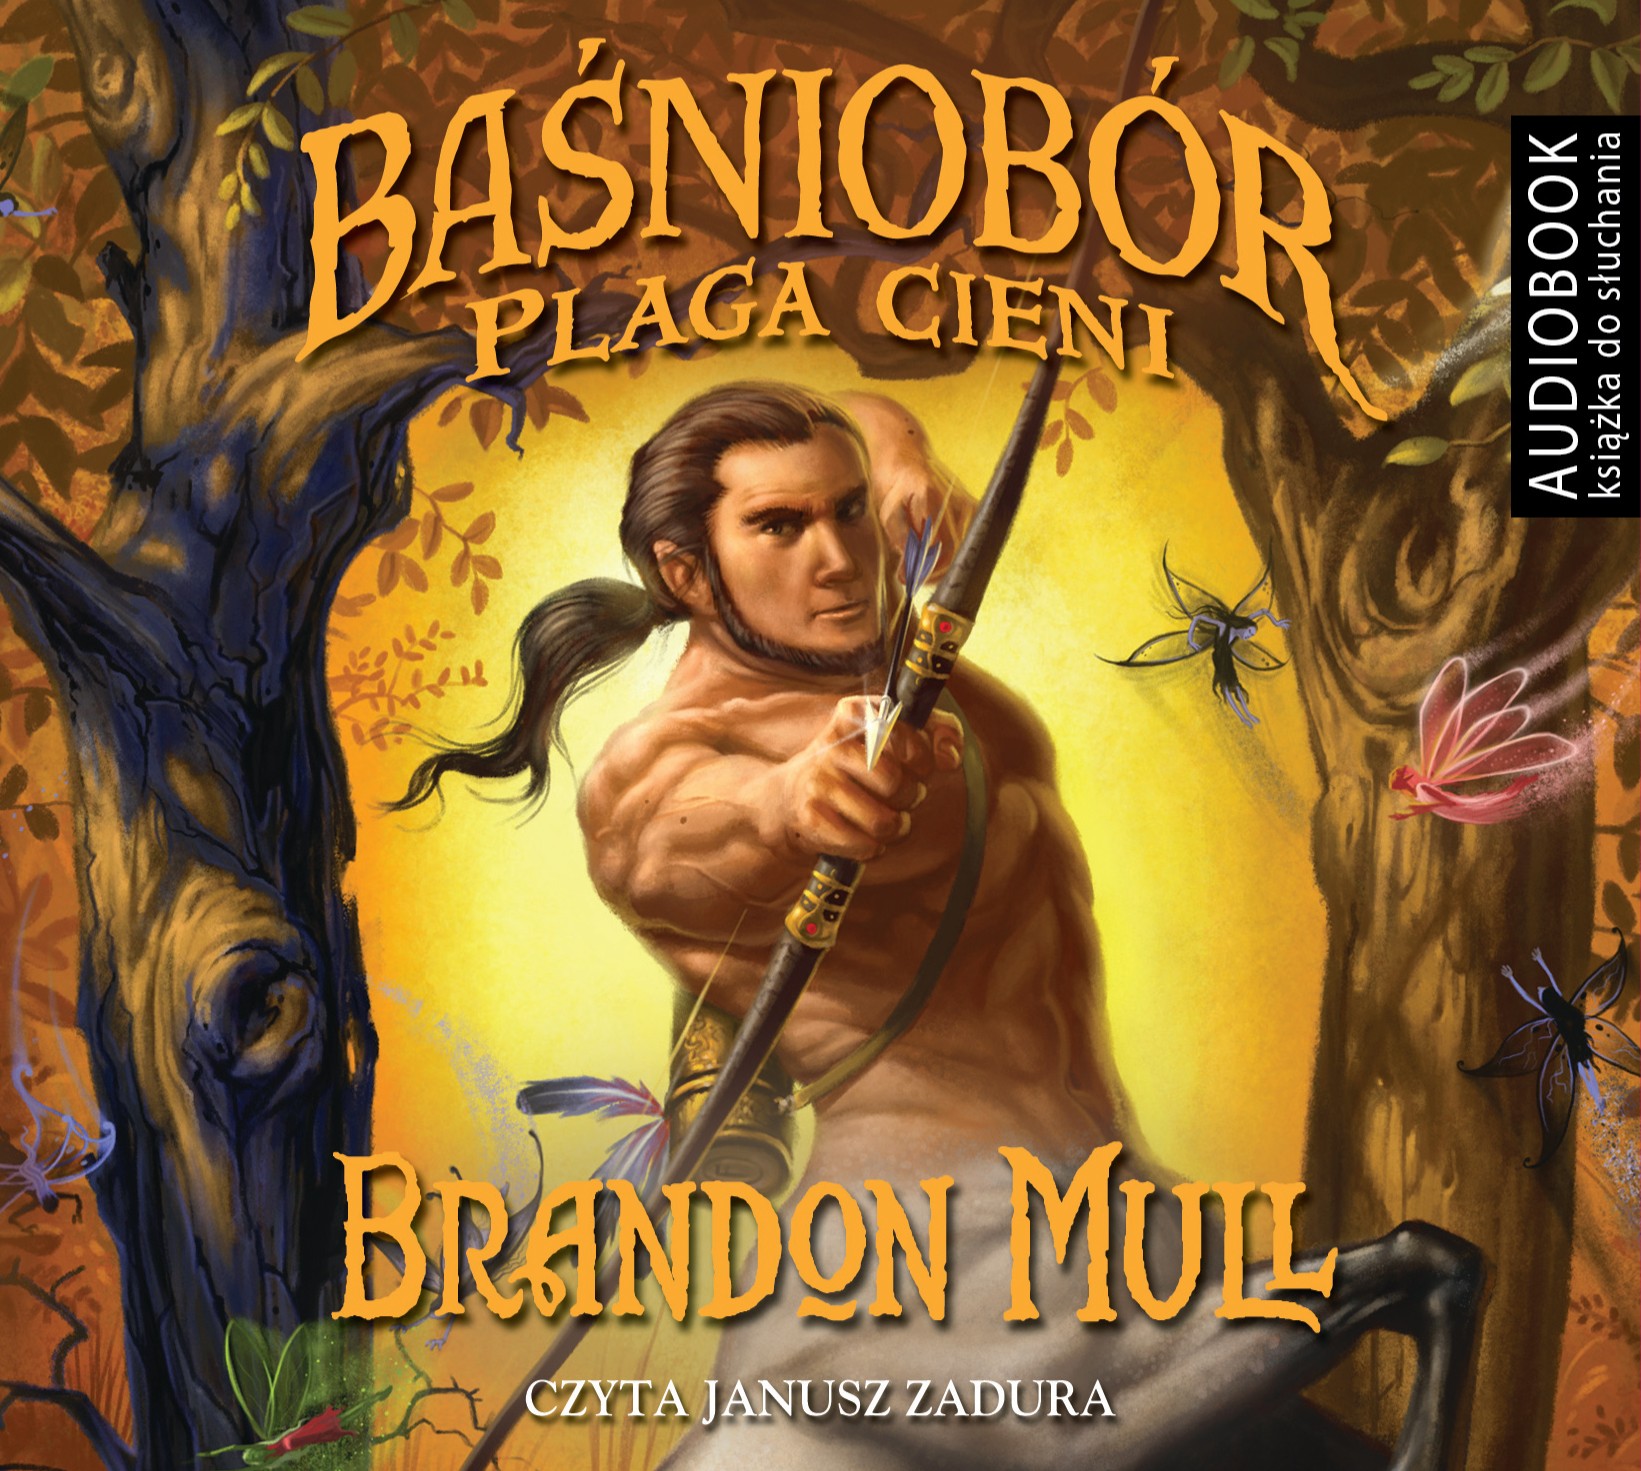 BAŚNIOBÓR
PLAGA CIENI
AUDIOBOOK
książka do słuchania
BRANDON MULL
CZYTA JANUSZ ZADURA